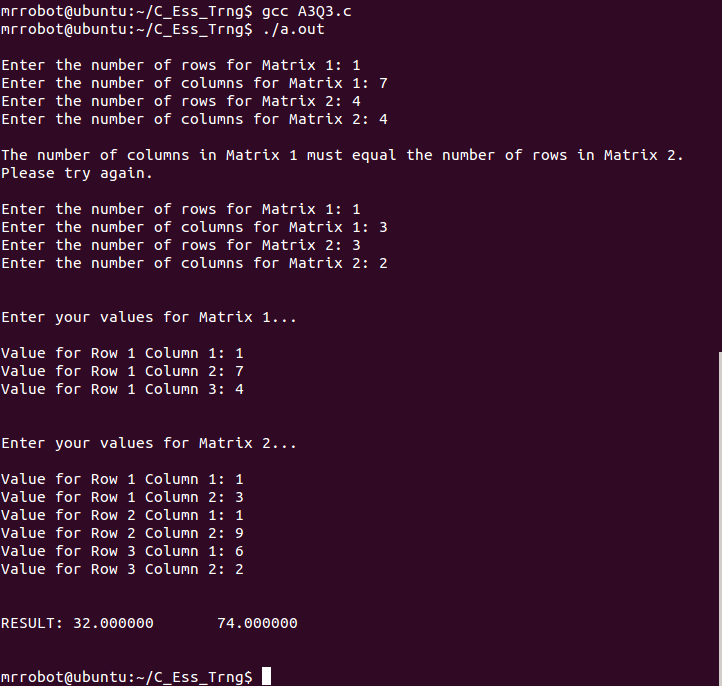 mrrobot@ubuntu:~/C_Ess_Trng$ gcc A3Q3.c
mrrobot@ubuntu:~/C_Ess_Trng$ ./a.out
Enter the number of rows for Matrix 1: 1
Enter the number of columns for Matrix 1: 7
Enter the number of rows for Matrix 2: 4
Enter the number of columns for Matrix 2: 4
The number of columns in Matrix 1 must equal the number of rows in Matrix 2.
Please try again.
Enter the number of rows for Matrix 1: 1
Enter the number of columns for Matrix 1: 3
Enter the number of rows for Matrix 2: 3
Enter the number of columns for Matrix 2: 2
Enter your values for Matrix 1...
Value for Row 1 Column 1: 1
Value for Row 1 Column 2: 7
Value for Row 1 Column 3: 4
Enter your values for Matrix 2...
Value for Row 1 Column 1: 1
Value for Row 1 Column 2: 3
Value for Row 2 Column 1: 1
Value for Row 2 Column 2: 9
Value for Row 3 Column 1: 6
Value for Row 3 Column 2: 2
RESULT: 32.000000       74.000000
mrrobot@ubuntu:~/C_Ess_Trng$